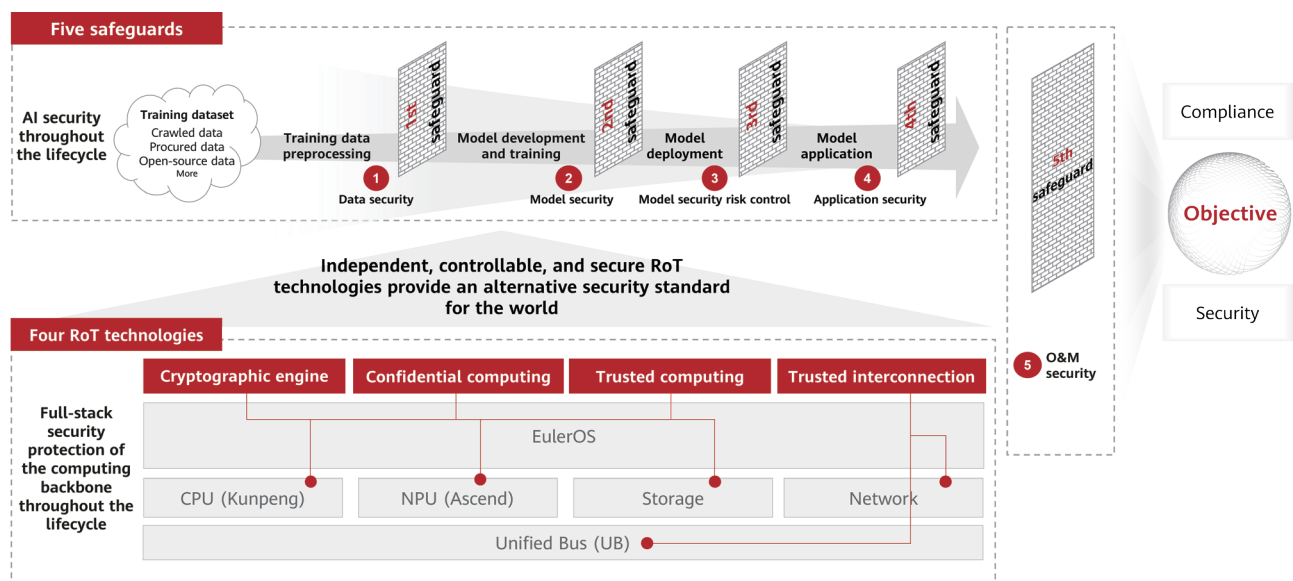 Five safeguards
AI security
throughout
the lifecycle
Training dataset
Crawled data
Procured data
Open-source data
More
Training data
preprocessing
1
Data security
1st
safeguard
Model development
and training
2
Model security
2nd
safeguard
Model
deployment
3
Model security risk control
3rd
safeguard
Model
application
4
Application security
4th
safeguard
5th
safeguard
5
O&M
security
Compliance
Objective
Security
Independent, controllable, and secure RoT
technologies provide an alternative security standard
for the world
Four RoT technologies
Full-stack
security
protection of
the computing
backbone
throughout the
lifecycle
Cryptographic engine
Confidential computing
Trusted computing
Trusted interconnection
EulerOS
CPU (Kunpeng)
NPU (Ascend)
Storage
Network
Unified Bus (UB)